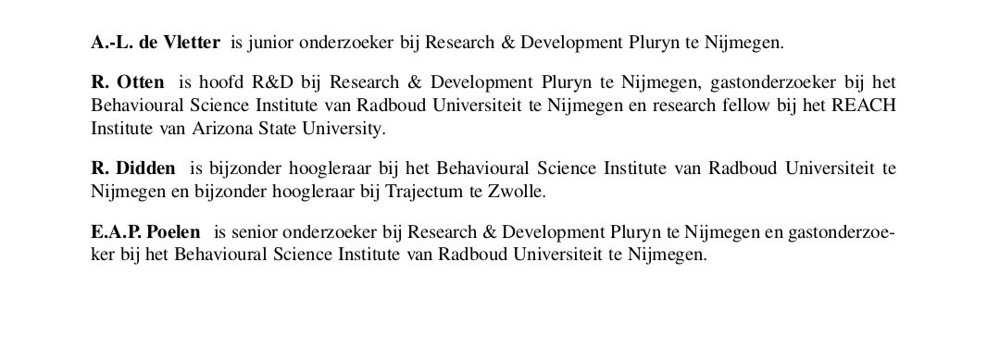 A.-L. de Vletter is junior onderzoeker bij Research & Development Pluryn te Nijmegen.
R. Otten is hoofd R&D bij Research & Development Pluryn te Nijmegen, gastonderzoeker bij het
Behavioural Science Institute van Radboud Universiteit te Nijmegen en research fellow bij het REACH
Institute van Arizona State University.
R. Didden is bijzonder hoogleraar bij het Behavioural Science Institute van Radboud Universiteit te
Nijmegen en bijzonder hoogleraar bij Trajectum te Zwolle.
E.A.P. Poelen is senior onderzoeker bij Research & Development Pluryn te Nijmegen en gastonderzoe-
ker bij het Behavioural Science Institute van Radboud Universiteit te Nijmegen.